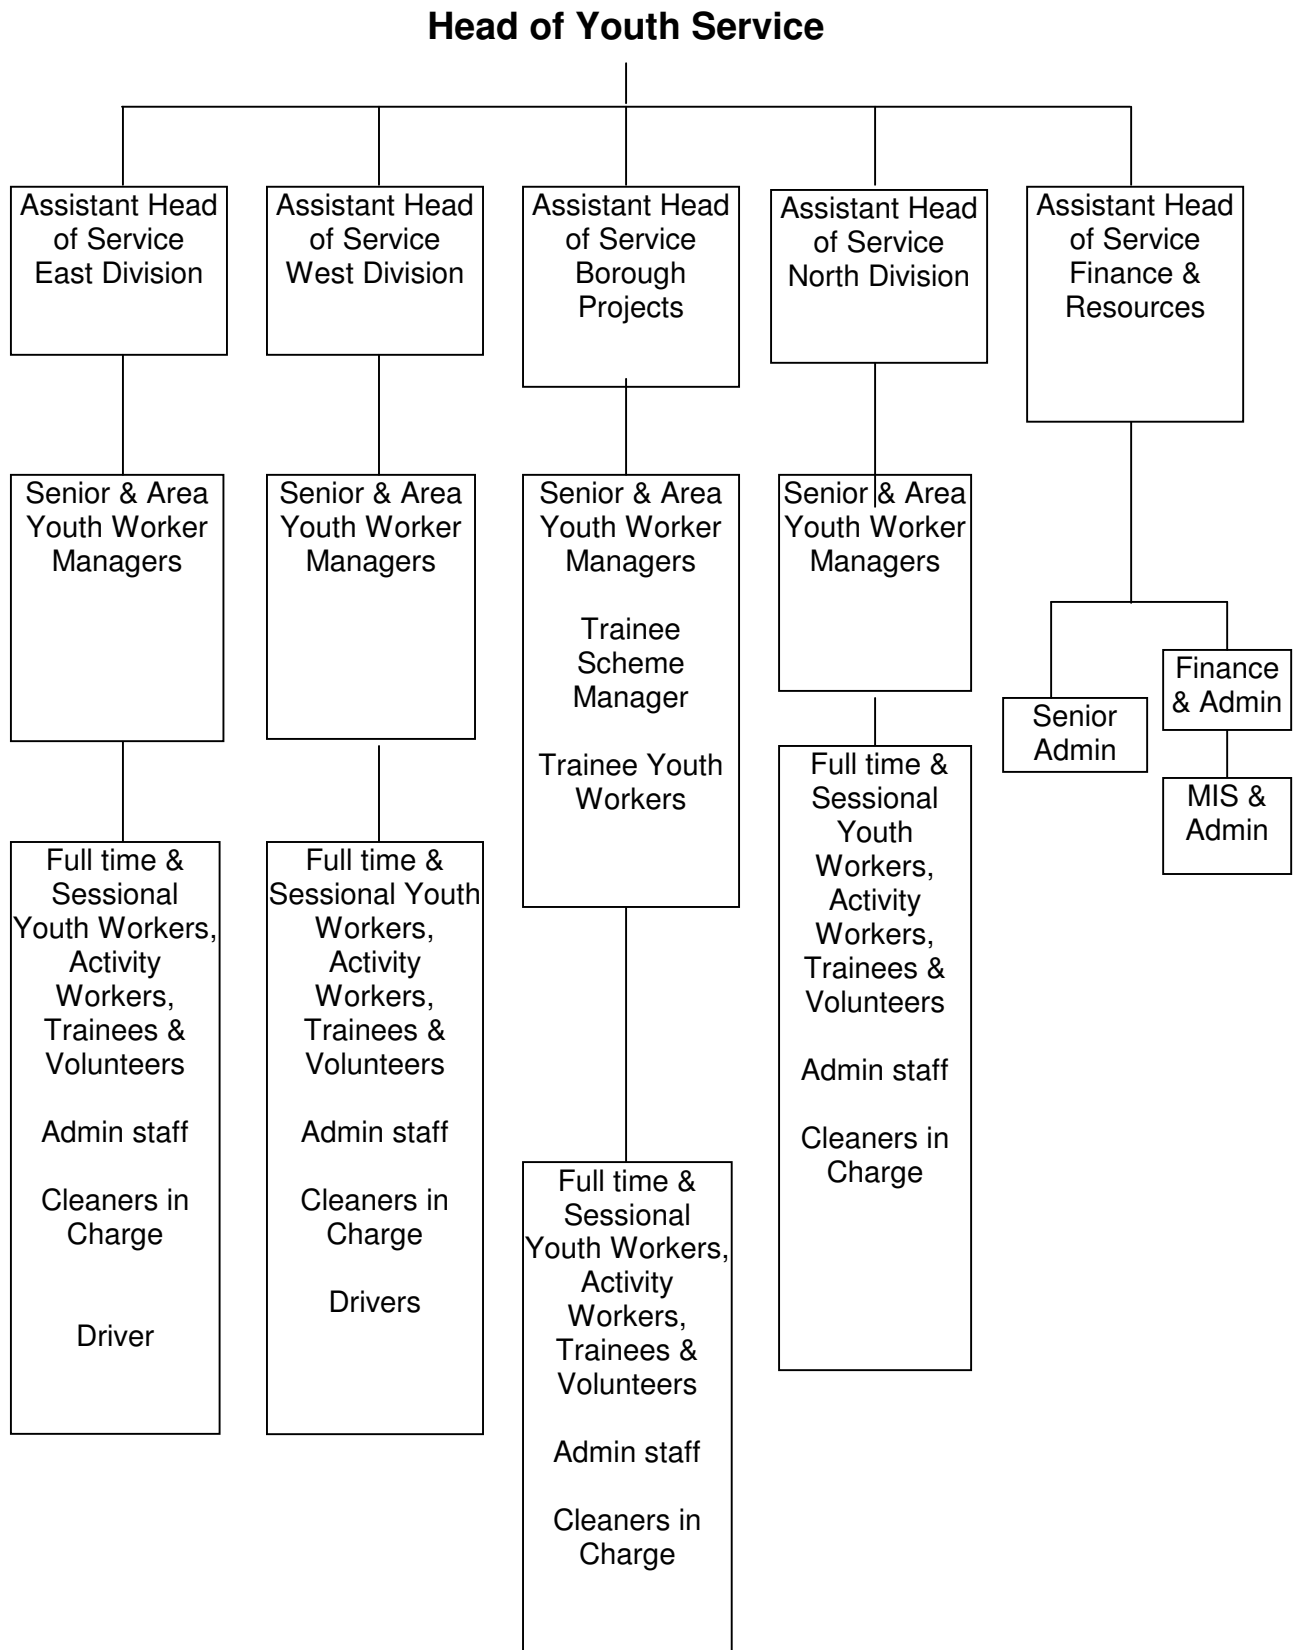 Head of Youth Service
Assistant Head
of Service
East Division
Assistant Head
of Service
West Division
Assistant Head
of Service
Borough
Projects
Assistant Head
of Service
North Division
Assistant Head
of Service
Finance &
Resources
Senior & Area
Youth Worker
Managers
Senior & Area
Youth Worker
Managers
Senior & Area
Youth Worker
Managers
Trainee
Scheme
Manager
Trainee Youth
Workers
Senior & Area
Youth Worker
Managers
Senior
Admin
Finance
& Admin
MIS &
Admin
Full time &
Sessional
Youth Workers,
Activity
Workers,
Trainees &
Volunteers
Admin staff
Cleaners in
Charge
Driver
Full time &
Sessional Youth
Workers,
Activity
Workers,
Trainees &
Volunteers
Admin staff
Cleaners in
Charge
Drivers
Full time &
Sessional
Youth Workers,
Activity
Workers,
Trainees &
Volunteers
Admin staff
Cleaners in
Charge
Full time &
Sessional
Youth
Workers,
Activity
Workers,
Trainees &
Volunteers
Admin staff
Cleaners in
Charge